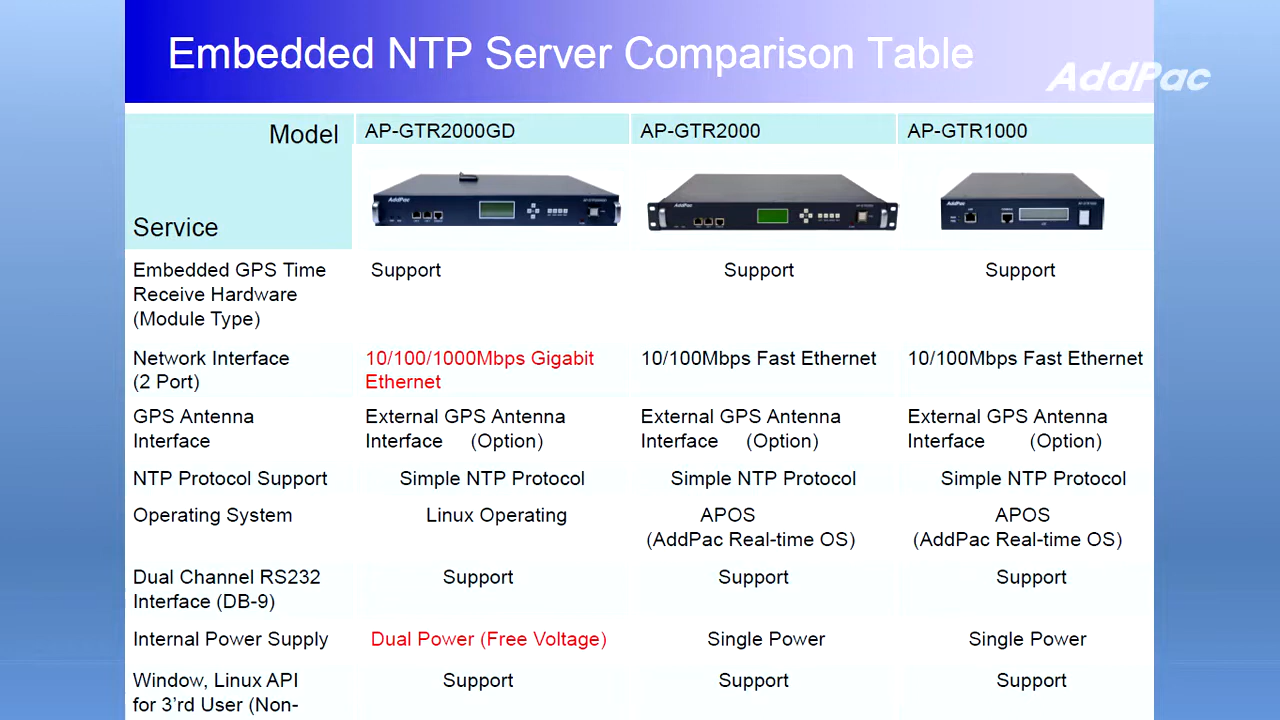 Embedded NTP Server Comparison Table
AddPac
Model
AP-GTR2000GD
AP-GTR2000
AP-GTR1000
Service
AddPac
AddPac
AddPac
Embedded GPS Time
Receive Hardware
(Module Type)
Support
Support
Support
Network Interface
(2 Port)
10/100/1000Mbps Gigabit
Ethernet
10/100Mbps Fast Ethernet
10/100Mbps Fast Ethernet
GPS Antenna
Interface
External GPS Antenna
Interface (Option)
External GPS Antenna
Interface (Option)
External GPS Antenna
Interface (Option)
NTP Protocol Support
Simple NTP Protocol
Simple NTP Protocol
Simple NTP Protocol
Operating System
Linux Operating
APOS
(AddPac Real-time OS)
APOS
(AddPac Real-time OS)
Dual Channel RS232
Interface (DB-9)
Support
Support
Support
Internal Power Supply
Dual Power (Free Voltage)
Single Power
Single Power
Window, Linux API
for 3’rd User (Non-
Support
Support
Support